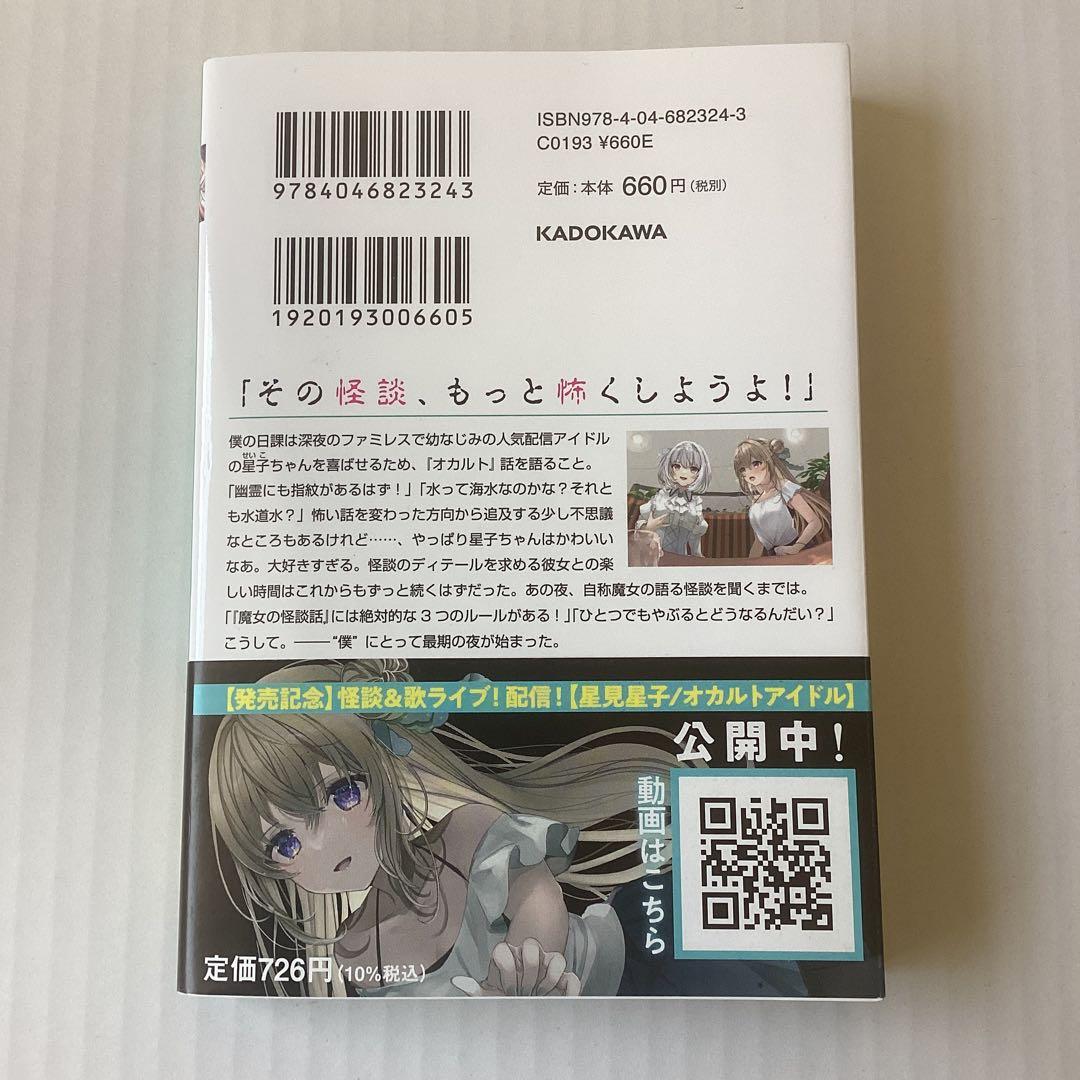 9784046823243
ISBN978-4-04-682324-3
C0193 ¥660E
定価：本体 660円（税別）
KADOKAWA
1920193006605
「その怪談、もっと怖くしようよ！」
僕の日課は深夜のファミレスで幼なじみの人気配信アイドル
せいこ
の星子ちゃんを喜ばせるため、『オカルト』話を語ること。
「幽霊にも指紋があるはず！」「水って海水なのかな？それと
も水道水？」怖い話を変わった方向から追及する少し不思議
なところもあるけれど……、やっぱり星子ちゃんはかわいい
なあ。大好きすぎる。怪談のディテールを求める彼女との楽
しい時間はこれからもずっと続くはずだった。あの夜、自称魔女の語る怪談を聞くまでは。
「『魔女の怪談話』には絶対的な３つのルールがある！」「ひとつでもやぶるとどうなるんだい？」
こうして。――“僕”にとって最期の夜が始まった。
【発売記念】怪談＆歌ライブ！配信！【星見星子/オカルトアイドル】
公開中！
動画はこちら
定価726円（10%税込）